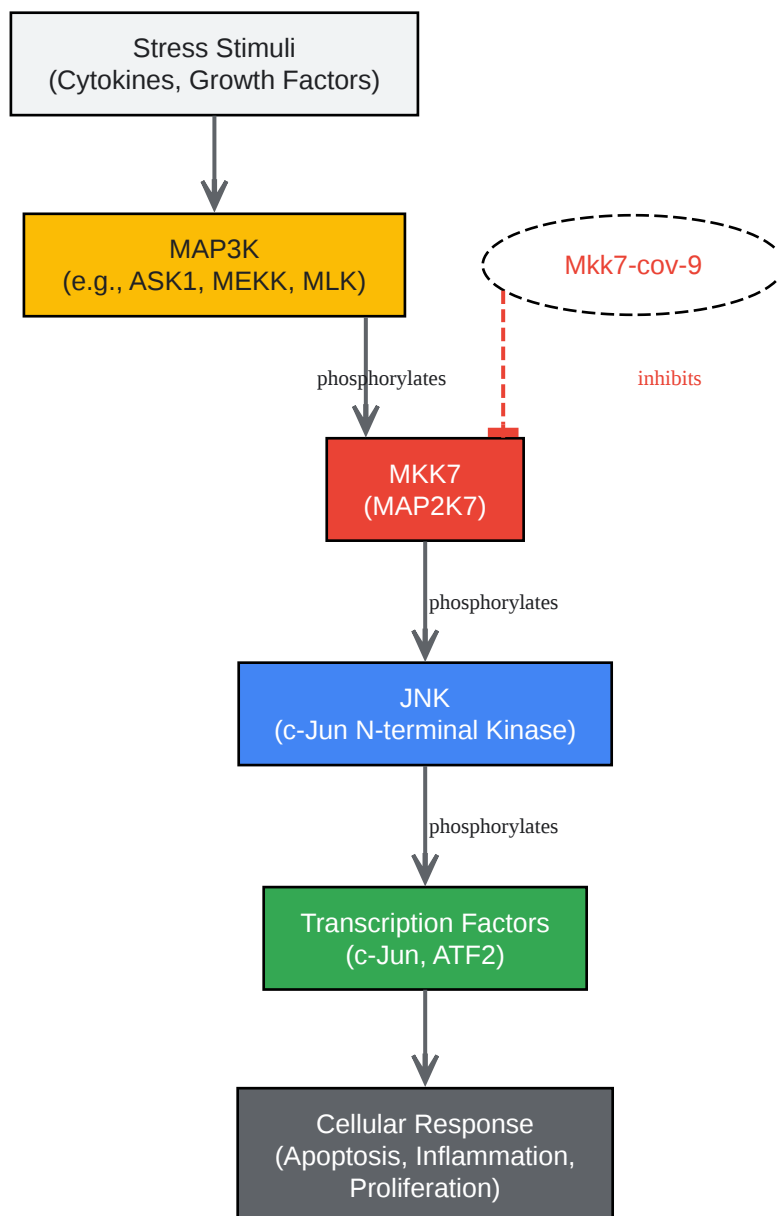 Stress Stimuli
(Cytokines, Growth Factors)
MAP3K
(e.g., ASK1, MEKK, MLK)
Mkk7-cov-9
phosphorylates
inhibits
MKK7
(MAP2K7)
phosphorylates
JNK
(c-Jun N-terminal Kinase)
phosphorylates
Transcription Factors
(c-Jun, ATF2)
Cellular Response
(Apoptosis, Inflammation,
Proliferation)